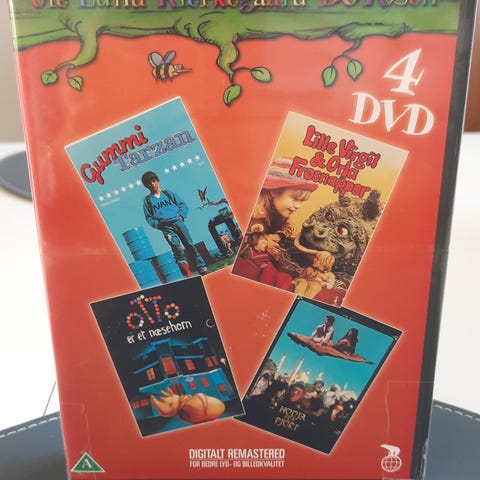 Ole Lund Kirkegaard BOKSen
4
DVD
Gummi
Tarzan
IVAN
Lille Virgil
& Orla
Frøsnapper
OTTO
er et næsehorn
HODJA
FRA
PJORT
DIGITALT REMASTERED
FOR BEDRE LYD- OG BILLEDKVALITET
A